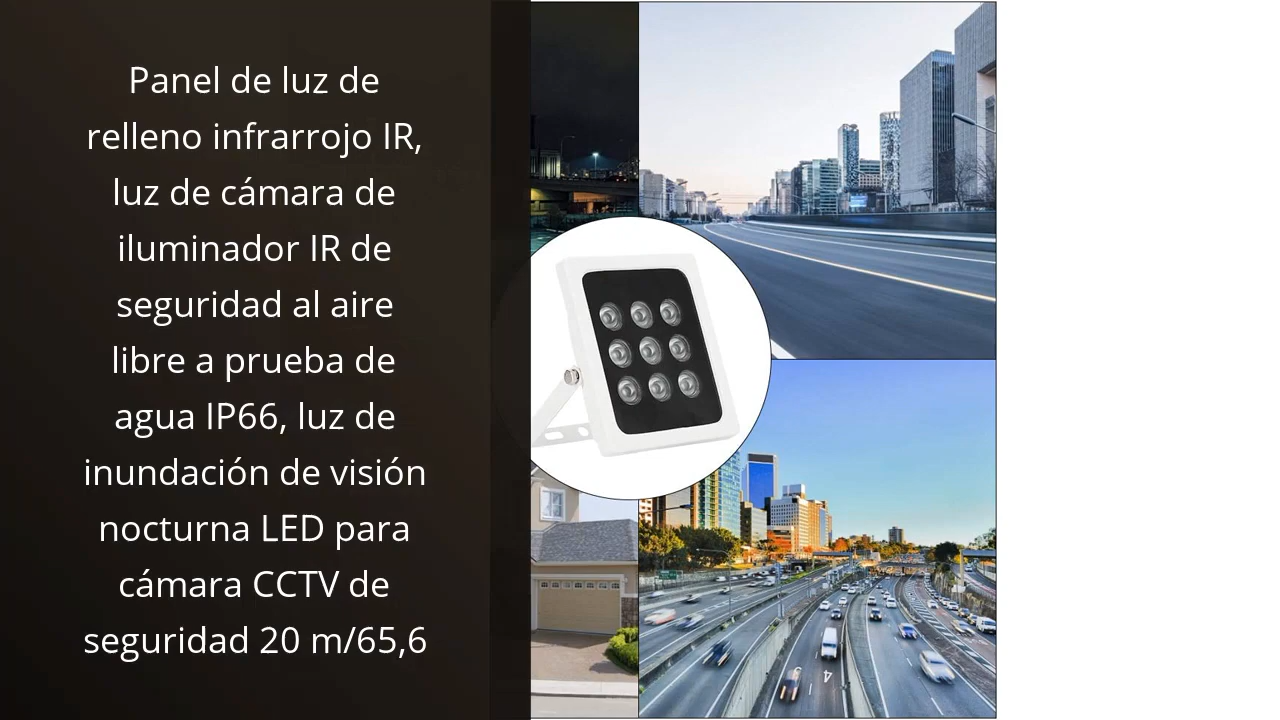 Panel de luz de
relleno infrarrojo IR,
luz de cámara de
iluminador IR de
seguridad al aire
libre a prueba de
agua IP66, luz de
inundación de visión
nocturna LED para
cámara CCTV de
seguridad 20 m/65,6
4